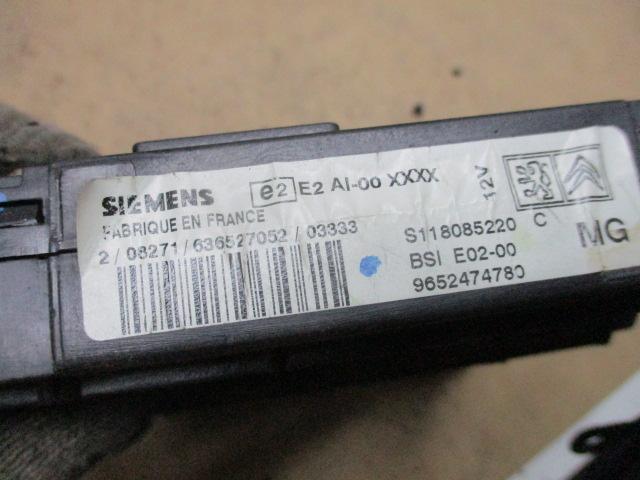 SIEMENS e2 E2 AI-00 XXXX 12V
FABRIQUE EN FRANCE
2/08271/636527052/03333
S118085220 C
BSI E02-00 MG
9652474780